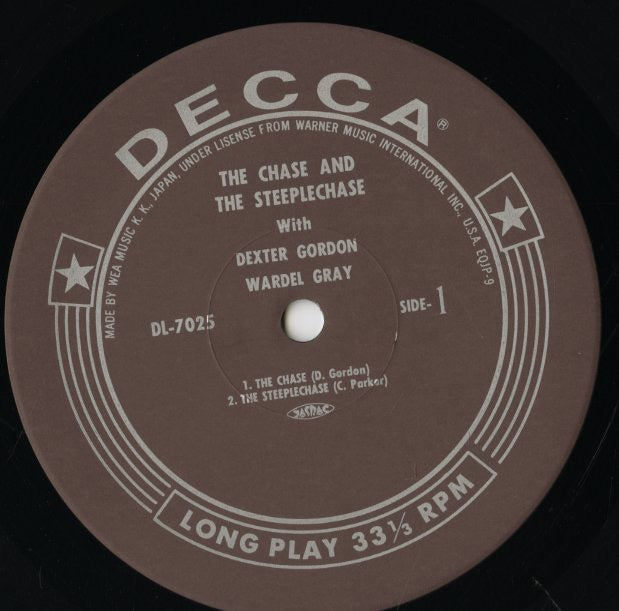 DECCA®
MADE BY WEA MUSIC K. K., JAPAN, UNDER LISENSE FROM WARNER MUSIC INTERNATIONAL INC., U.S.A. EQJP-9
THE CHASE AND
THE STEEPLECHASE
With
DEXTER GORDON
WARDEL GRAY
DL-7025
SIDE-1
1. THE CHASE (D. Gordon)
2. THE STEEPLECHASE (C. Parker)
JASRAC
LONG PLAY 33 1/3 RPM